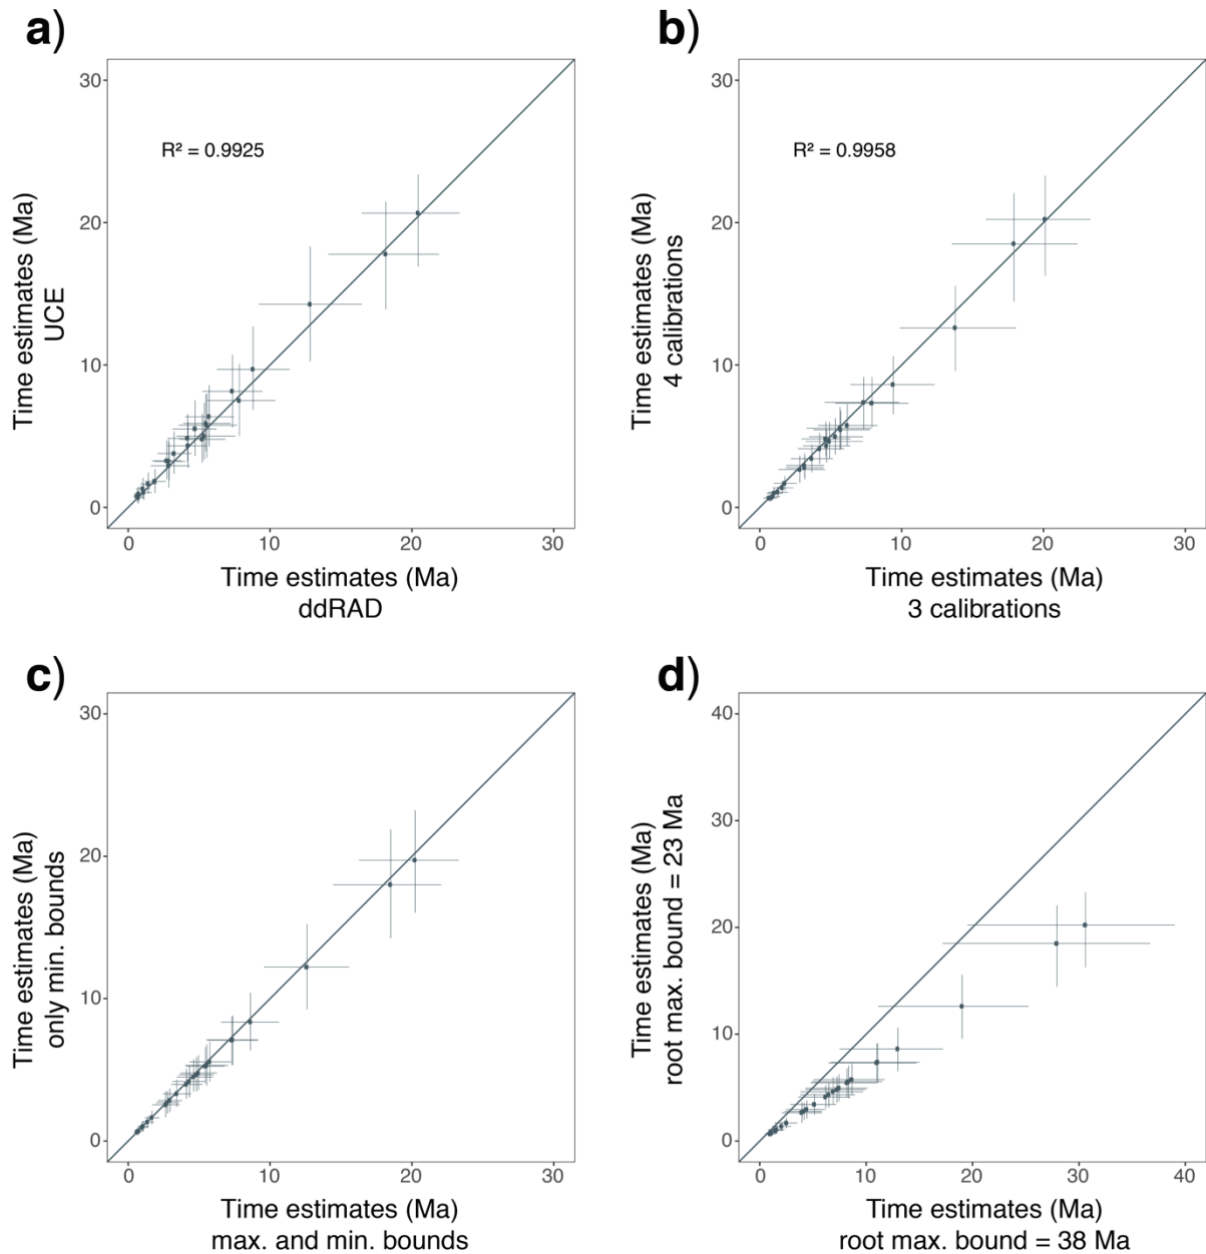 a)
30
20
10
0
R² = 0.9925
Time estimates (Ma)
UCE
0 10 20 30
Time estimates (Ma)
ddRAD
b)
30
20
10
0
R² = 0.9958
Time estimates (Ma)
4 calibrations
0 10 20 30
Time estimates (Ma)
3 calibrations
c)
30
20
10
0
Time estimates (Ma)
only min. bounds
0 10 20 30
Time estimates (Ma)
max. and min. bounds
d)
40
30
20
10
0
Time estimates (Ma)
root max. bound = 23 Ma
0 10 20 30 40
Time estimates (Ma)
root max. bound = 38 Ma